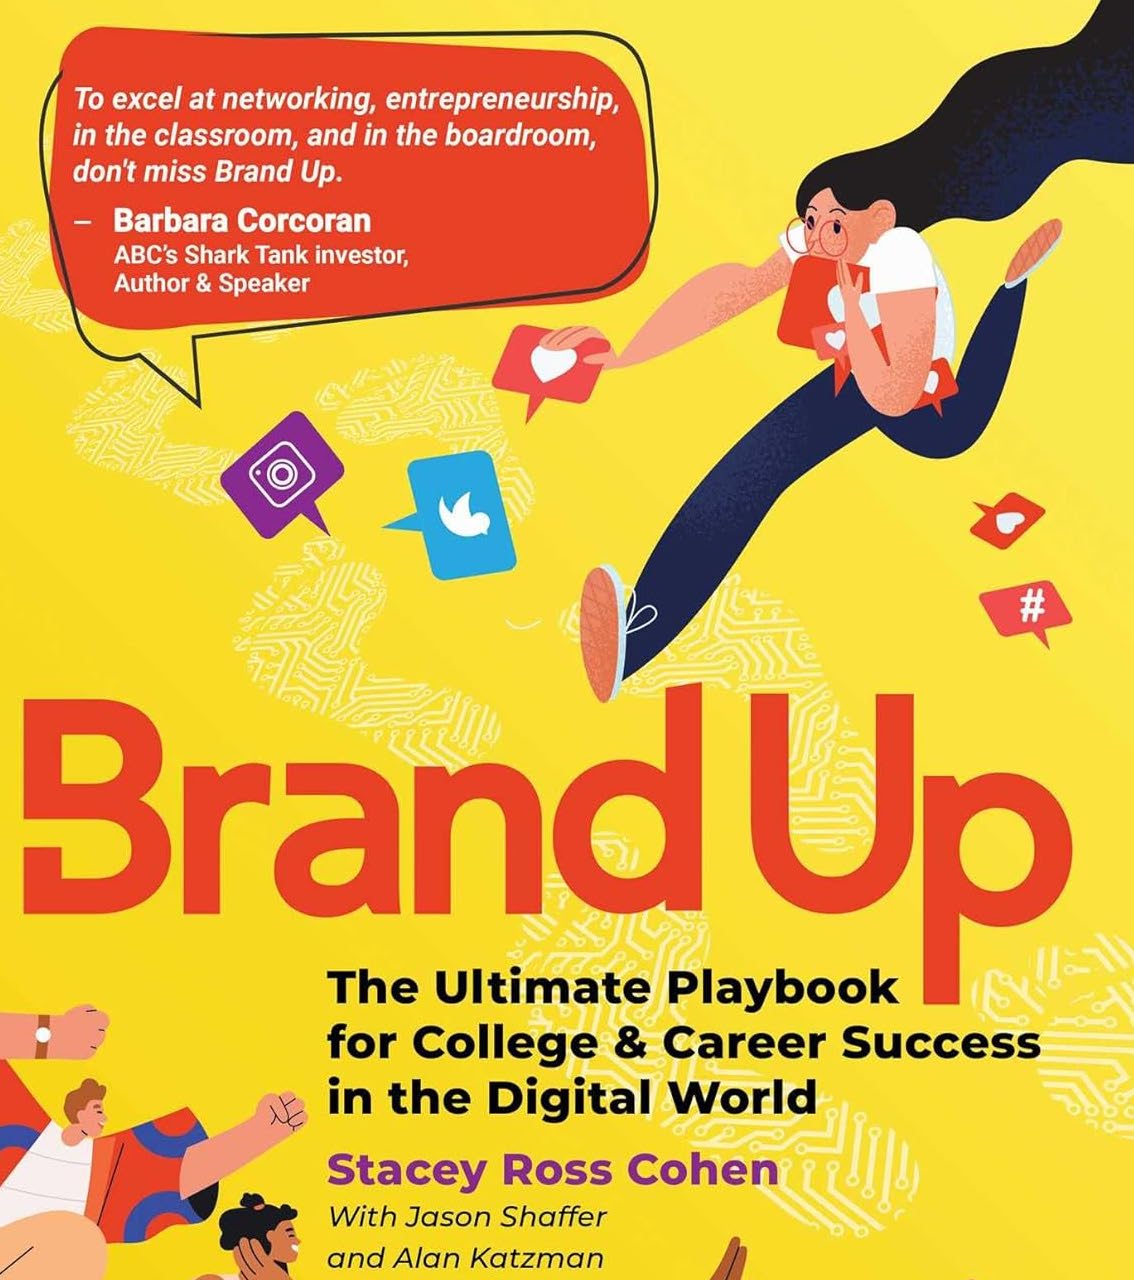 To excel at networking, entrepreneurship,
in the classroom, and in the boardroom,
don't miss Brand Up.
– Barbara Corcoran
ABC's Shark Tank investor,
Author & Speaker
#
Brand Up
The Ultimate Playbook
for College & Career Success
in the Digital World
Stacey Ross Cohen
With Jason Shaffer
and Alan Katzman